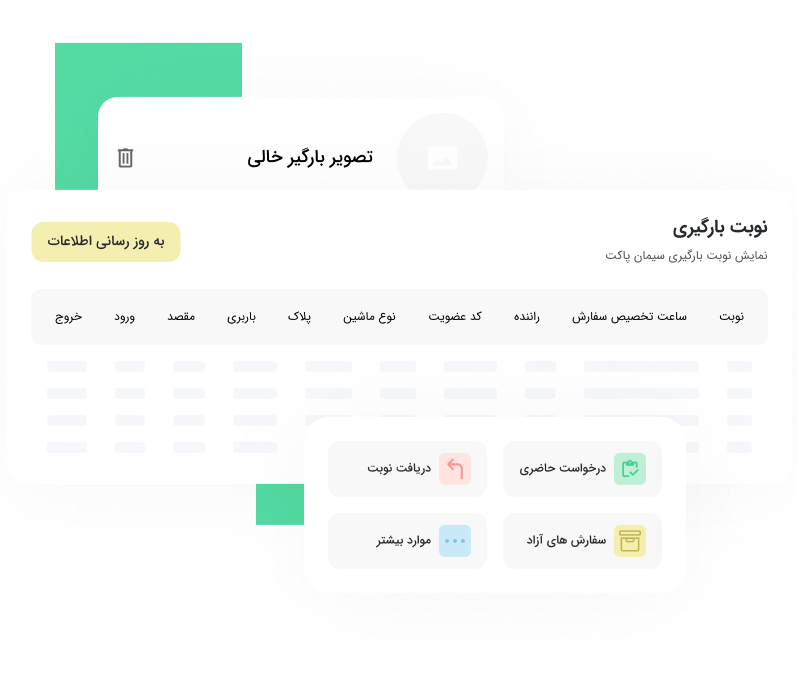 تصویر بارگیر خالی
نوبت بارگیری
نمایش نوبت بارگیری سیمان پاکت
به روز رسانی اطلاعات
نوبت ساعت تخصیص سفارش راننده کد عضویت نوع ماشین پلاک باربری مقصد ورود خروج
درخواست حاضری دریافت نوبت
سفارش های آزاد موارد بیشتر